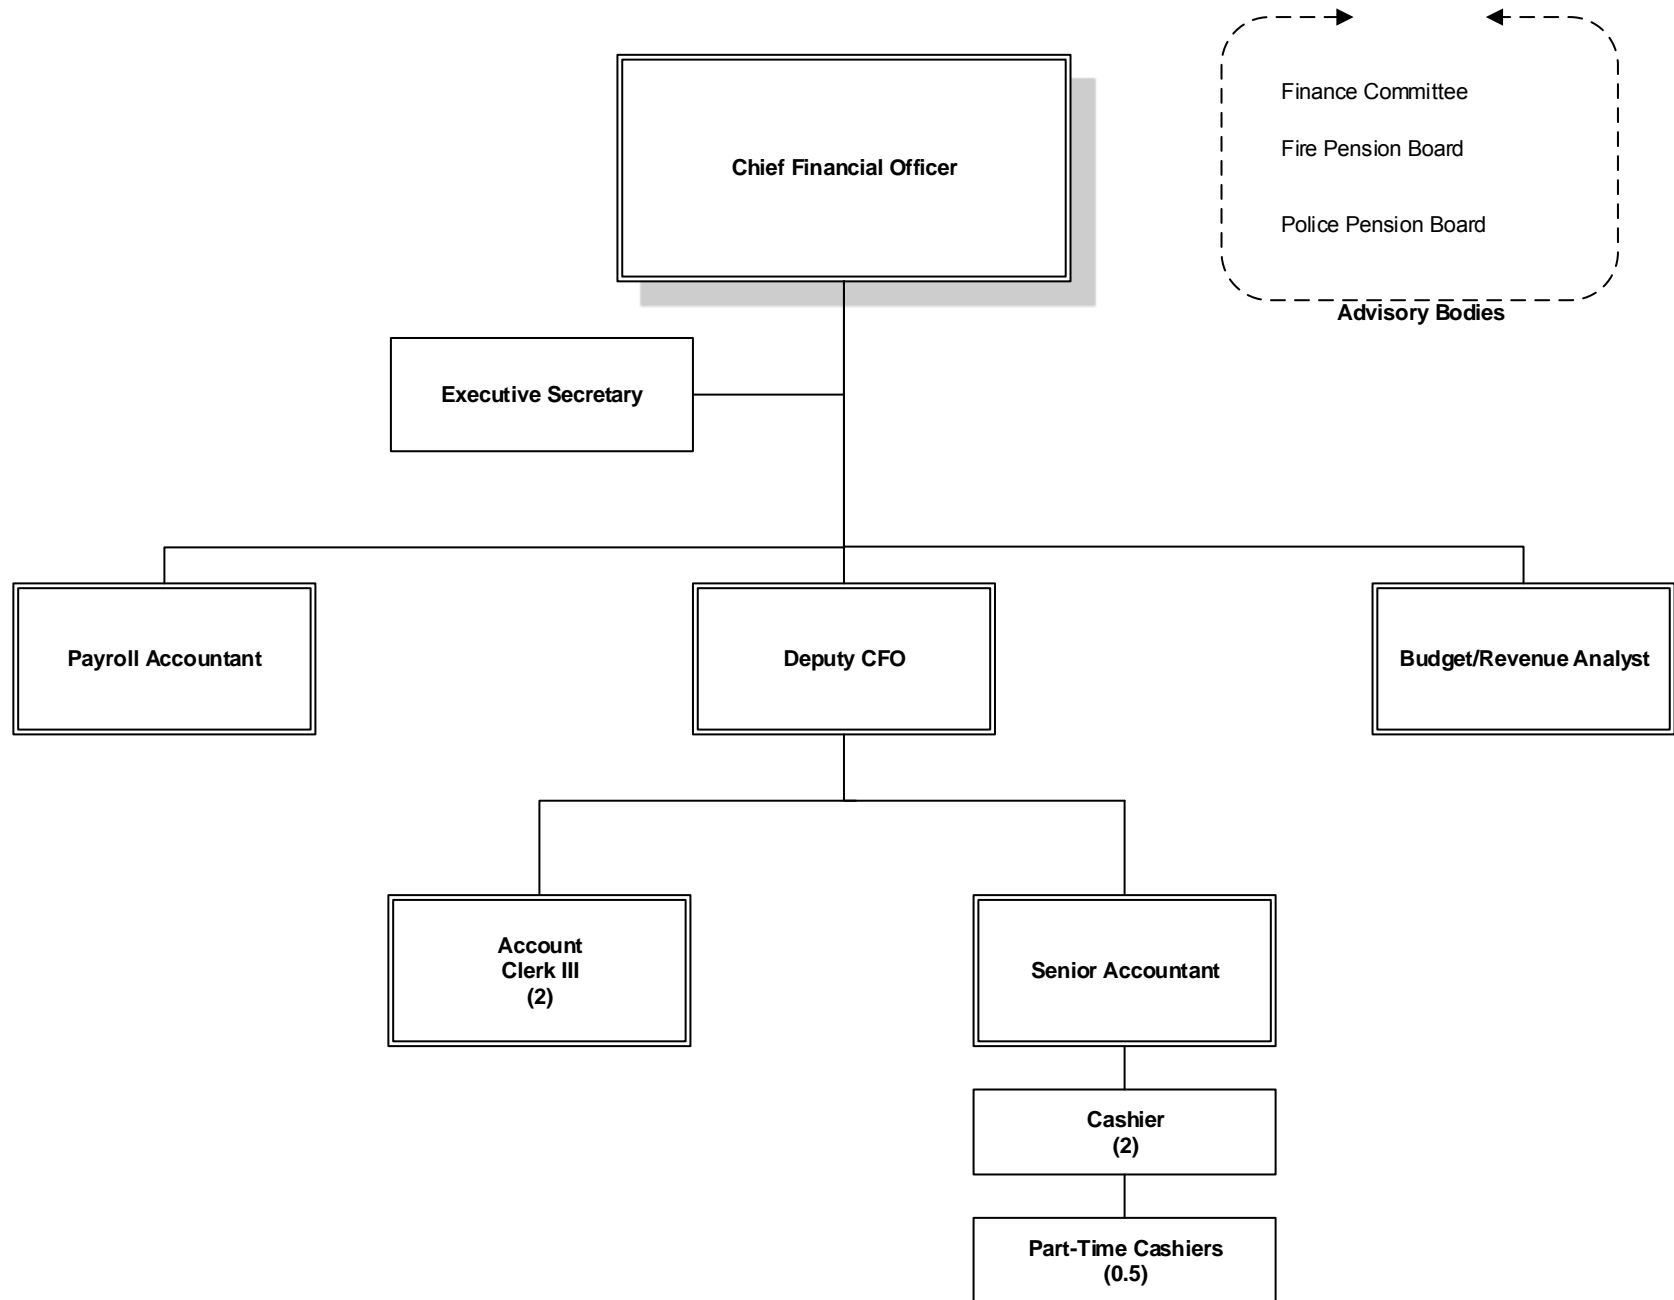 Finance Committee
Chief Financial Officer
Fire Pension Board
Police Pension Board
Advisory Bodies
Executive Secretary
Payroll Accountant
Deputy CFO
Budget/Revenue Analyst
Account
Clerk III
(2)
Senior Accountant
Cashier
(2)
Part-Time Cashiers
(0.5)